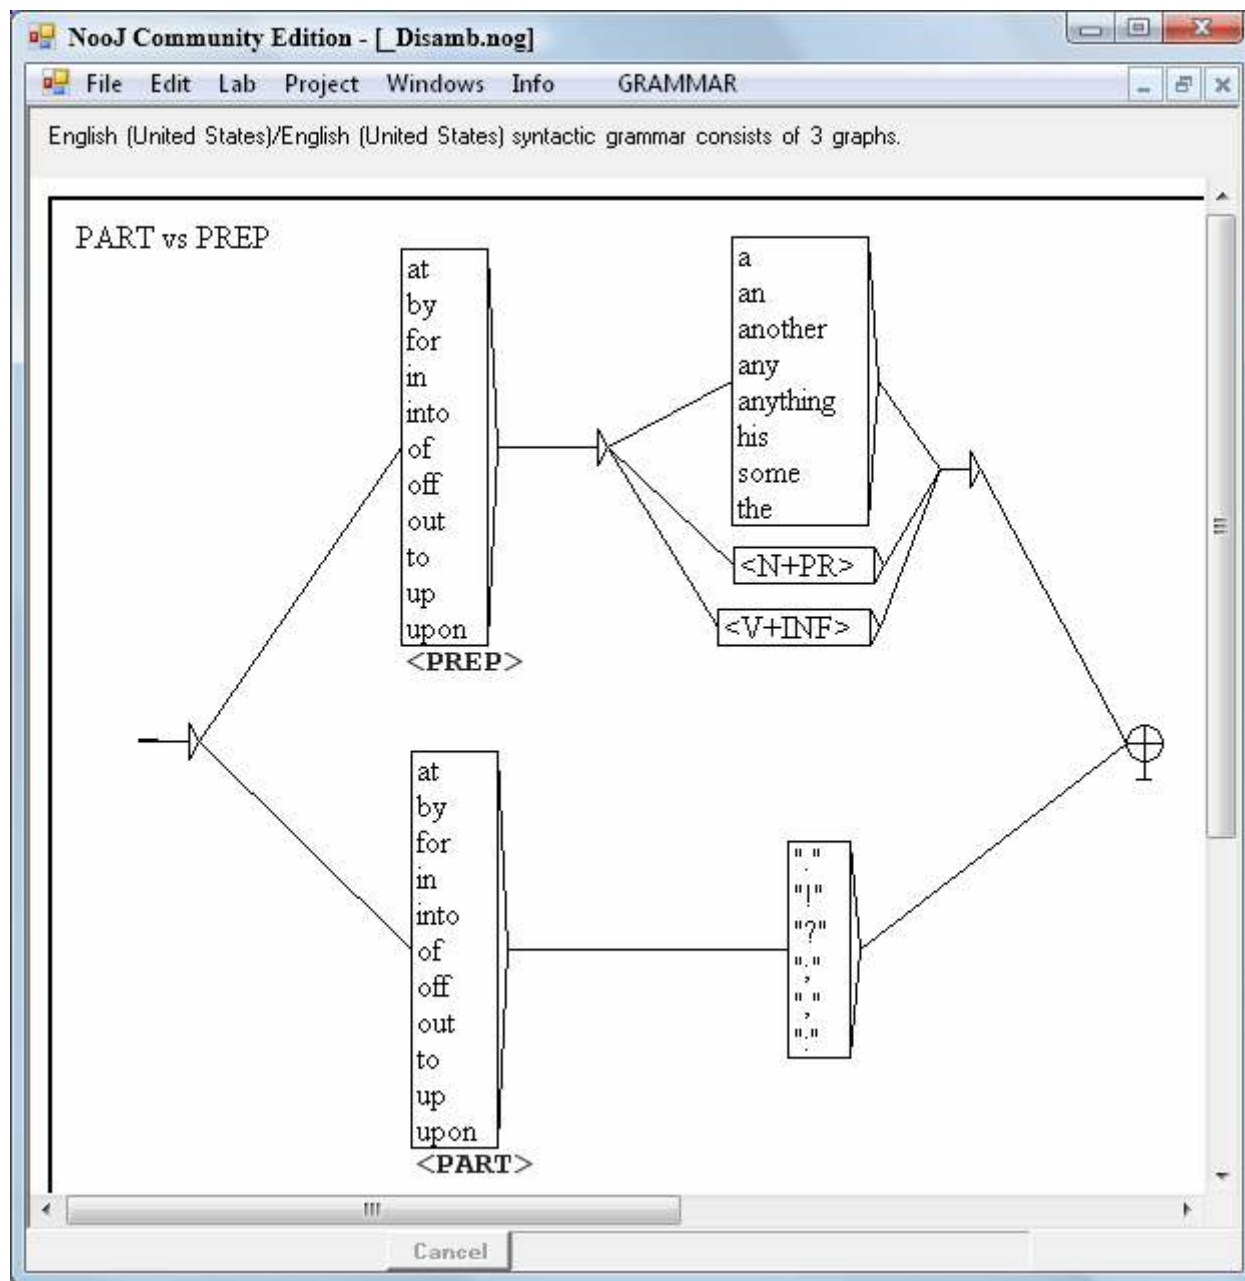 NooJ Community Edition - [_Disamb.nog]
File Edit Lab Project Windows Info GRAMMAR
English (United States)/English (United States) syntactic grammar consists of 3 graphs.
PART vs PREP
at
by
for
in
into
of
off
out
to
up
upon
<PREP>
a
an
another
any
anything
his
some
the
<N+PR>
<V+INF>
at
by
for
in
into
of
off
out
to
up
upon
<PART>
"."
"!"
"?"
";"
","
":"
Cancel